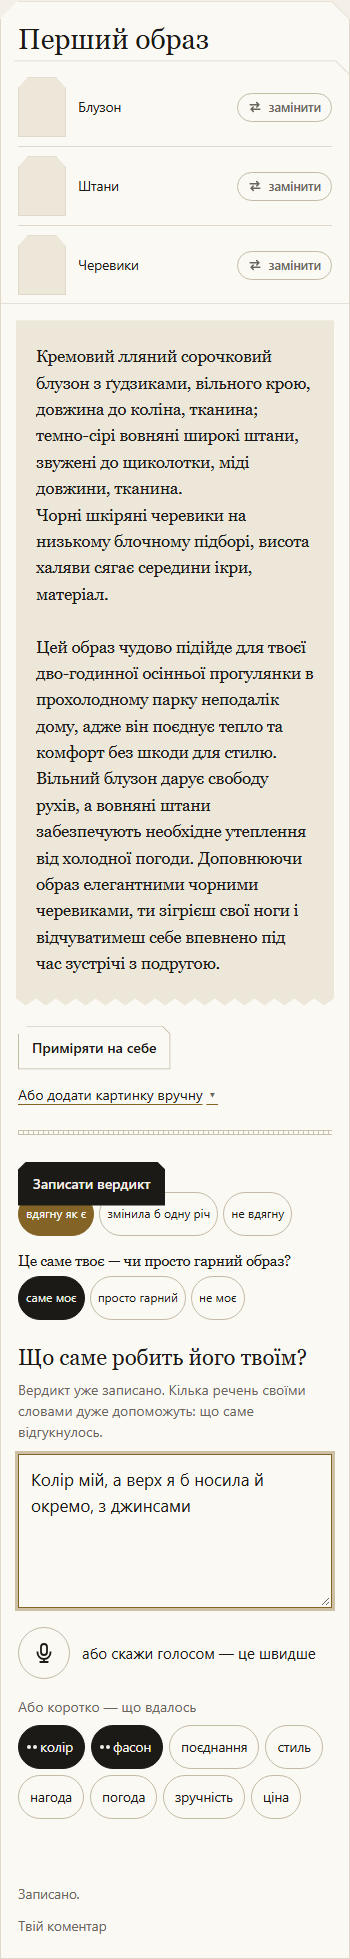 Перший образ
Блузон
замінити
Штани
замінити
Черевики
замінити
Кремовий лляний сорочковий
блузон з ґудзиками, вільного крою,
довжина до коліна, тканина;
темно-сірі вовняні широкі штани,
звужені до щиколотки, міді
довжини, тканина.
Чорні шкіряні черевики на
низькому блочному підборі, висота
халяви сягає середини ікри,
матеріал.
Цей образ чудово підійде для твоєї
дво-годинної осінньої прогулянки в
прохолодному парку неподалік
дому, адже він поєднує тепло та
комфорт без шкоди для стилю.
Вільний блузон дарує свободу
рухів, а вовняні штани
забезпечують необхідне утеплення
від холодної погоди. Доповнюючи
образ елегантними чорними
черевиками, ти зігрієш свої ноги і
відчуватимеш себе впевнено під
час зустрічі з подругою.
Приміряти на себе
Або додати картинку вручну
Записати вердикт
вдягну як є
змінила б одну річ
не вдягну
Це саме твоє — чи просто гарний образ?
саме моє
просто гарний
не моє
Що саме робить його твоїм?
Вердикт уже записано. Кілька речень своїми
словами дуже допоможуть: що саме
відгукнулось.
Колір мій, а верх я б носила й
окремо, з джинсами
або скажи голосом — це швидше
Або коротко — що вдалось
колір
фасон
поєднання
стиль
нагода
погода
зручність
ціна
Записано.
Твій коментар